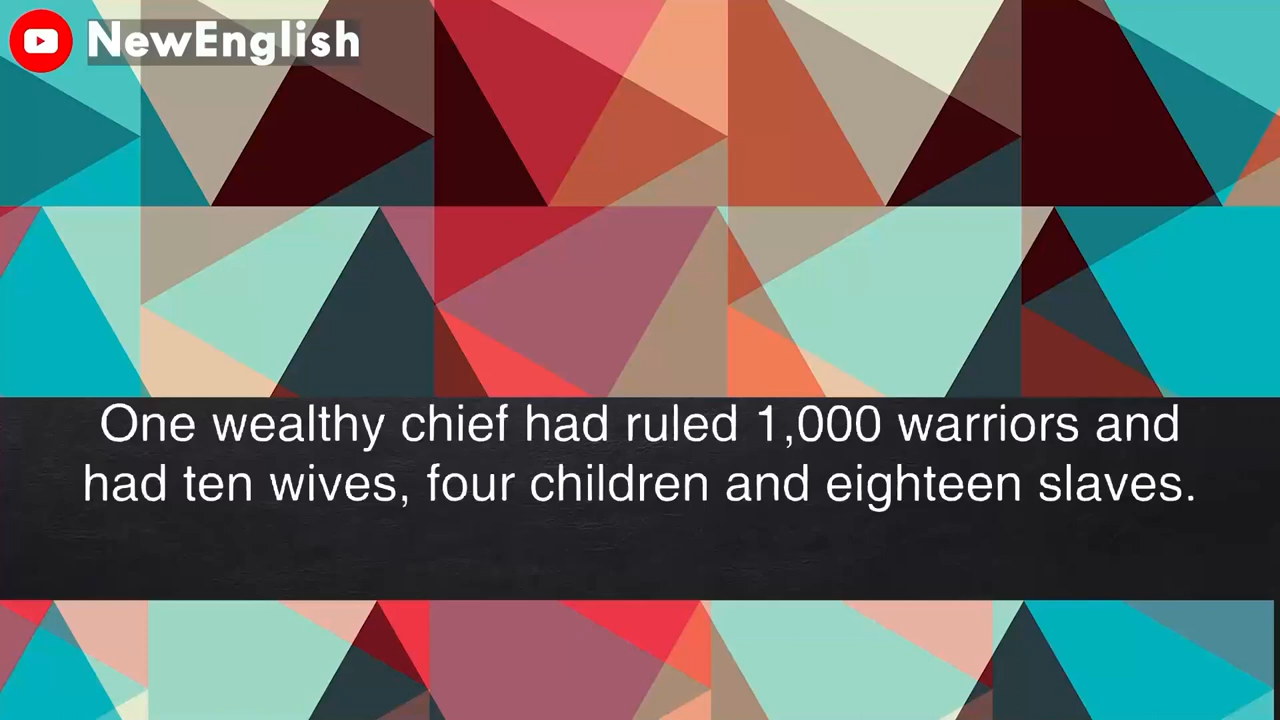 NewEnglish
One wealthy chief had ruled 1,000 warriors and
had ten wives, four children and eighteen slaves.